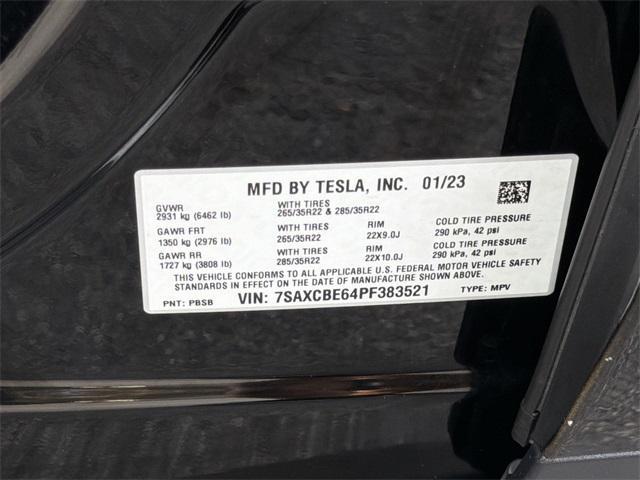 MFD BY TESLA, INC. 01/23
GVWR WITH TIRES
2931 kg (6462 lb) 265/35R22 & 285/35R22
GAWR FRT WITH TIRES RIM COLD TIRE PRESSURE
1350 kg (2976 lb) 265/35R22 22X9.0J 290 kPa, 42 psi
GAWR RR WITH TIRES RIM COLD TIRE PRESSURE
1727 kg (3808 lb) 285/35R22 22X10.0J 290 kPa, 42 psi
THIS VEHICLE CONFORMS TO ALL APPLICABLE U.S. FEDERAL MOTOR VEHICLE SAFETY
STANDARDS IN EFFECT ON THE DATE OF MANUFACTURE SHOWN ABOVE.
PNT: PBSB VIN: 7SAXCBE64PF383521 TYPE: MPV